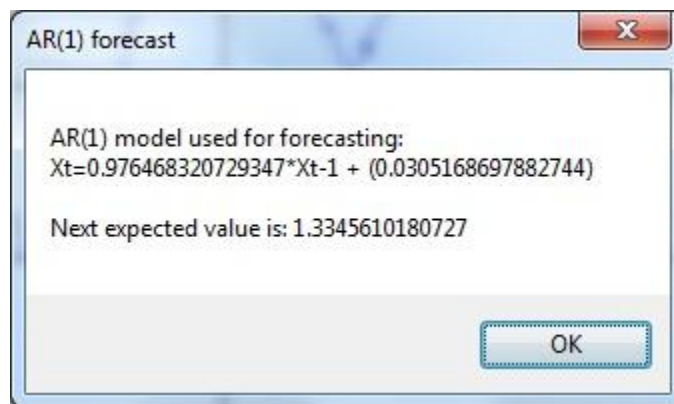 AR(1) forecast
AR(1) model used for forecasting:
Xt=0.976468320729347*Xt-1 + (0.0305168697882744)
Next expected value is: 1.3345610180727
OK